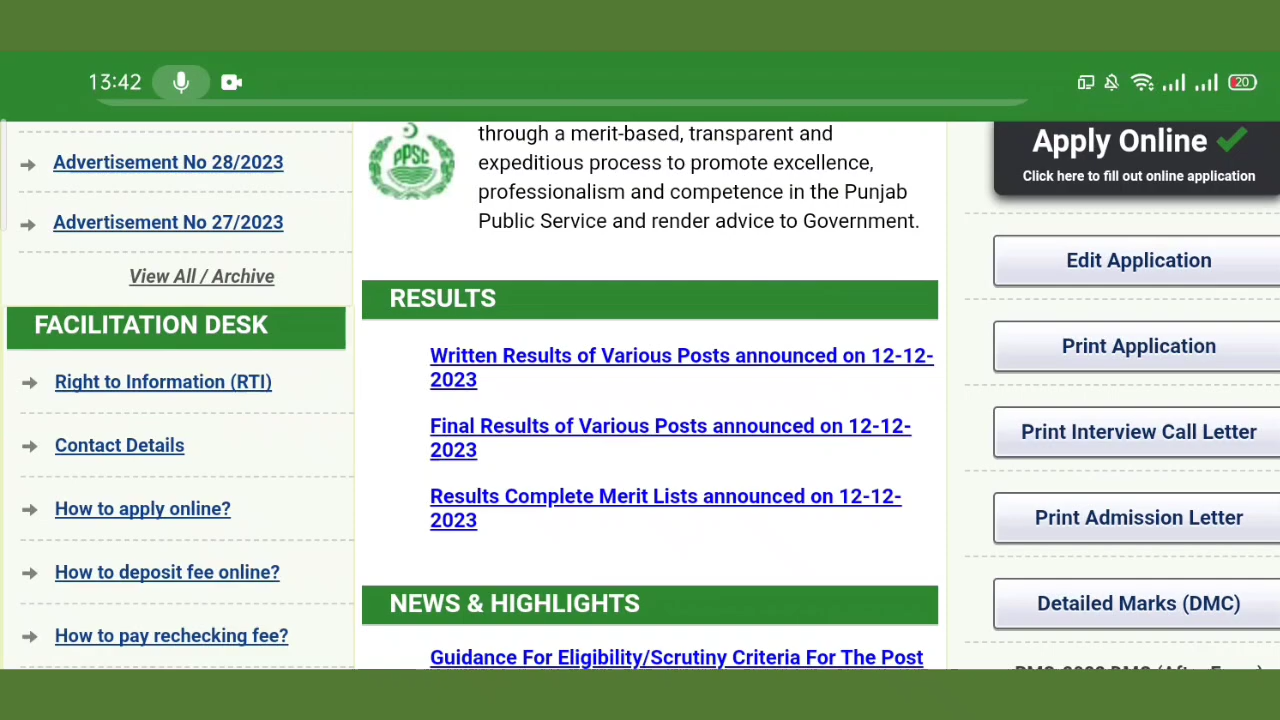 13:42
20
Advertisement No 28/2023
Advertisement No 27/2023
View All / Archive
FACILITATION DESK
Right to Information (RTI)
Contact Details
How to apply online?
How to deposit fee online?
How to pay rechecking fee?
PPSC
through a merit-based, transparent and
expeditious process to promote excellence,
professionalism and competence in the Punjab
Public Service and render advice to Government.
RESULTS
Written Results of Various Posts announced on 12-12-
2023
Final Results of Various Posts announced on 12-12-
2023
Results Complete Merit Lists announced on 12-12-
2023
NEWS & HIGHLIGHTS
Guidance For Eligibility/Scrutiny Criteria For The Post
Apply Online
Click here to fill out online application
Edit Application
Print Application
Print Interview Call Letter
Print Admission Letter
Detailed Marks (DMC)